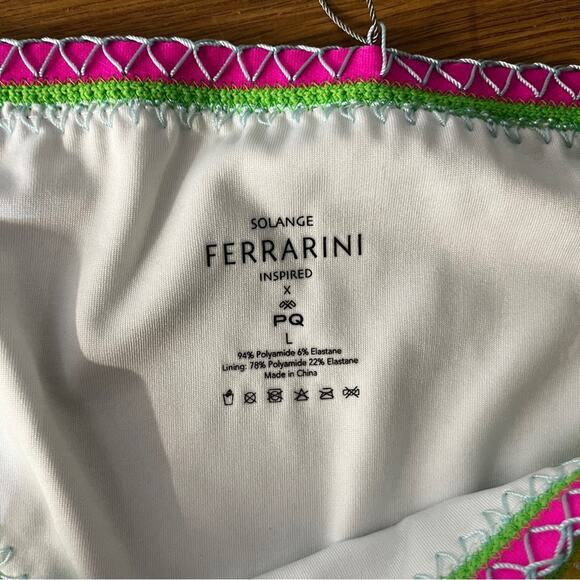 SOLANGE
FERRARINI
INSPIRED
X
PQ
L
94% Polyamide 6% Elastane
Lining: 78% Polyamide 22% Elastane
Made in China